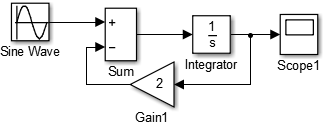 Sine Wave
+
−
Sum
1
s
Integrator
Scope1
2
Gain1